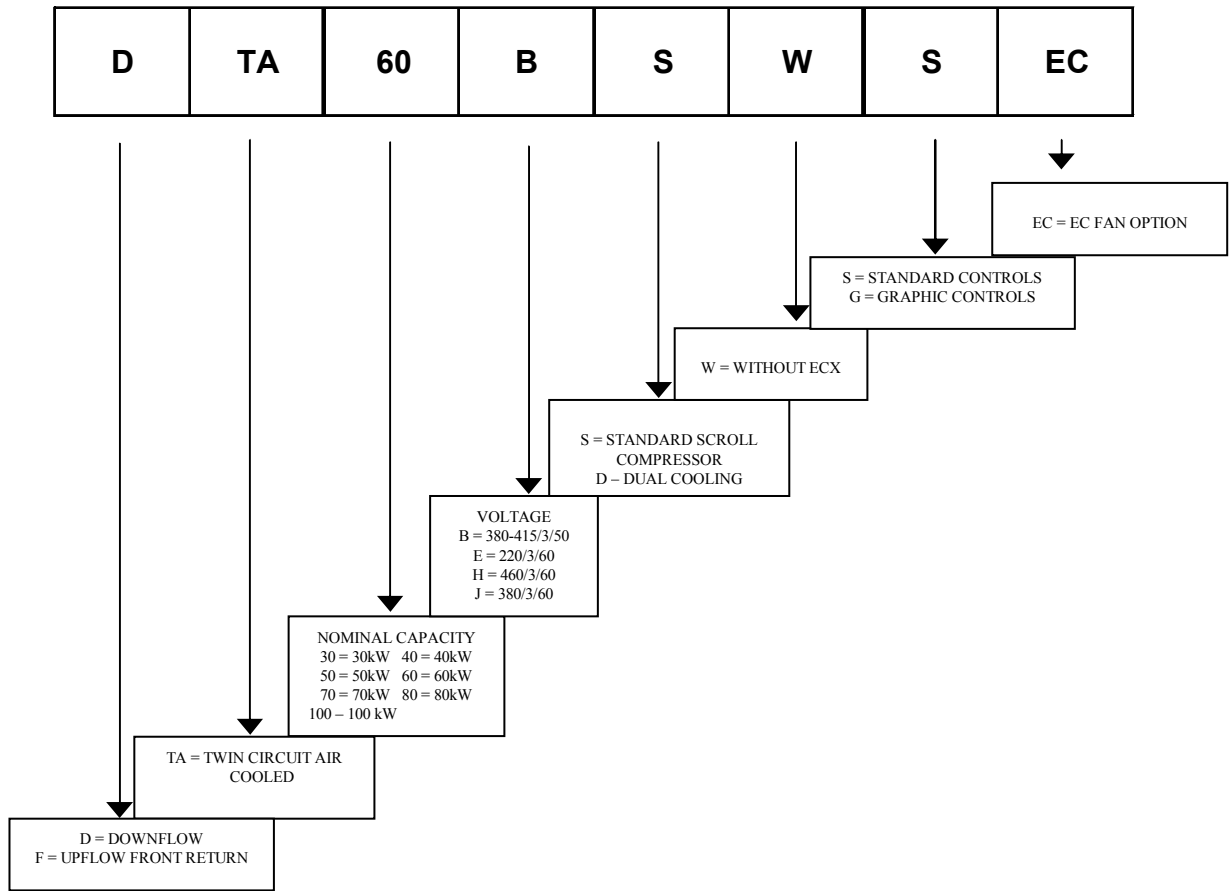 D TA 60 B S W S EC
EC = EC FAN OPTION
S = STANDARD CONTROLS
G = GRAPHIC CONTROLS
W = WITHOUT ECX
S = STANDARD SCROLL
COMPRESSOR
D – DUAL COOLING
VOLTAGE
B = 380-415/3/50
E = 220/3/60
H = 460/3/60
J = 380/3/60
NOMINAL CAPACITY
30 = 30kW 40 = 40kW
50 = 50kW 60 = 60kW
70 = 70kW 80 = 80kW
100 – 100 kW
TA = TWIN CIRCUIT AIR
COOLED
D = DOWNFLOW
F = UPFLOW FRONT RETURN